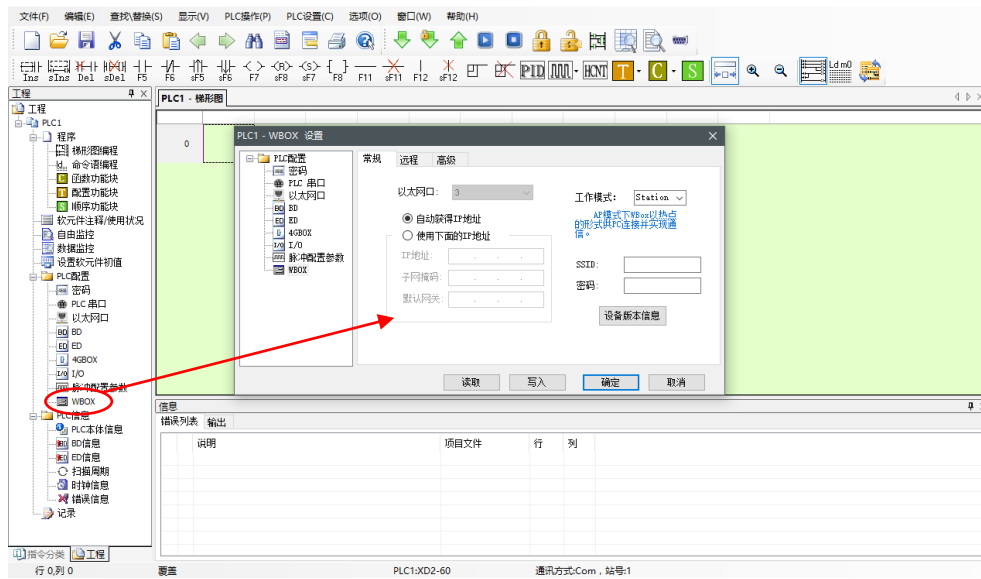 文件(F) 编辑(E) 查找\替换(S) 显示(V) PLC操作(P) PLC设置(C) 选项(O) 窗口(W) 帮助(H)
Ins sIns Del sDel F5 F6 sF5 sF6 F7 sF8 sF7 F8 F11 sF11 F12 sF12 PID HCNT T C S Ld m0
工程
工程
PLC1
程序
梯形图编程
命令语编程
函数功能块
配置功能块
顺序功能块
软元件注释/使用状况
自由监控
数据监控
设置软元件初值
PLC配置
密码
PLC 串口
以太网口
BD
ED
4GBOX
I/O
脉冲配置参数
WBOX
PLC信息
PLC本体信息
BD信息
ED信息
扫描周期
时钟信息
错误信息
记录
指令分类 工程
PLC1 - 梯形图
0
PLC1 - WBOX 设置
PLC配置
密码
PLC 串口
以太网口
BD
ED
4GBOX
I/O
脉冲配置参数
WBOX
常规 远程 高级
以太网口: 3
自动获得IP地址
使用下面的IP地址
IP地址:
子网掩码:
默认网关:
工作模式: Station
AP模式下WBox以热点
的形式供PC连接并实现通
信。
SSID:
密码:
设备版本信息
读取 写入 确定 取消
信息
错误列表 输出
说明 项目文件 行 列
行 0,列 0 覆盖 PLC1:XD2-60 通讯方式:Com，站号:1